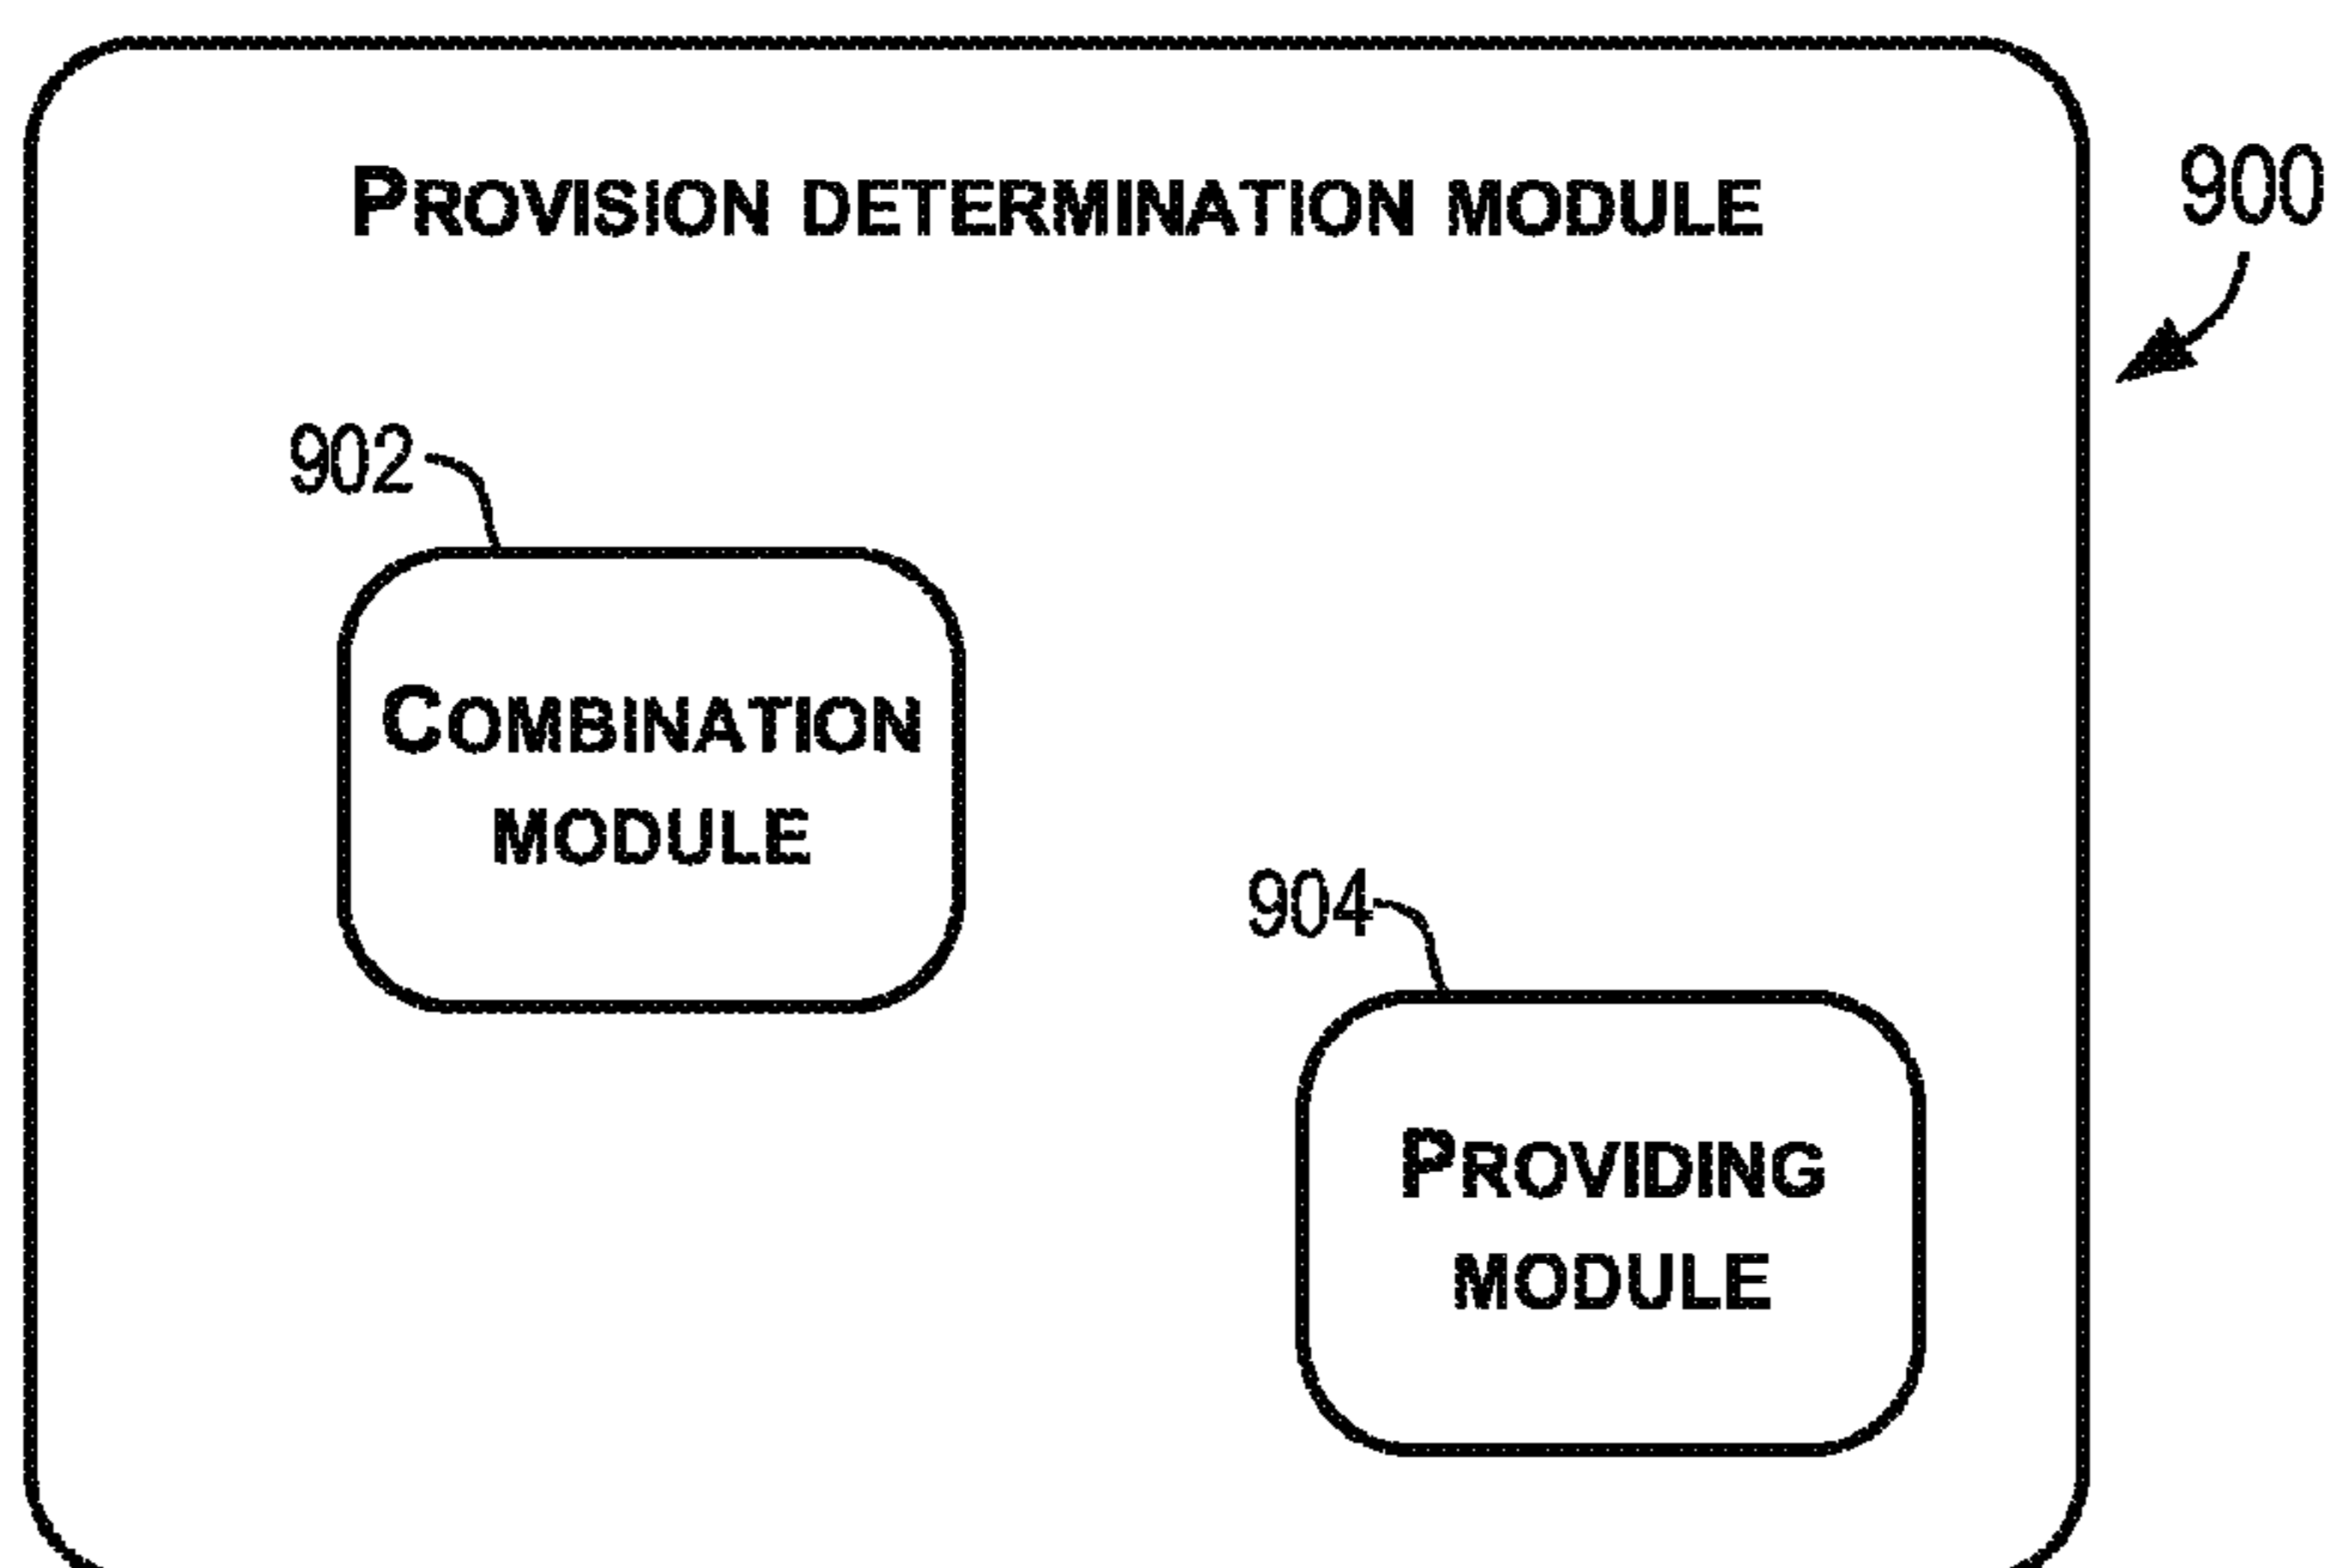 PROVISION DETERMINATION MODULE
900
902
COMBINATION
MODULE
904
PROVIDING
MODULE